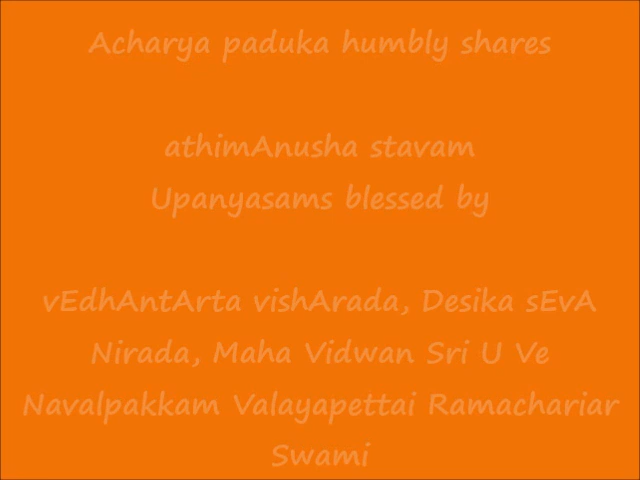 Acharya paduka humbly shares
athimAnusha stavam
Upanyasams blessed by
vEdhAntArta vishArada, Desika sEvA
Nirada, Maha Vidwan Sri U Ve
Navalpakkam Valayapettai Ramachariar
Swami